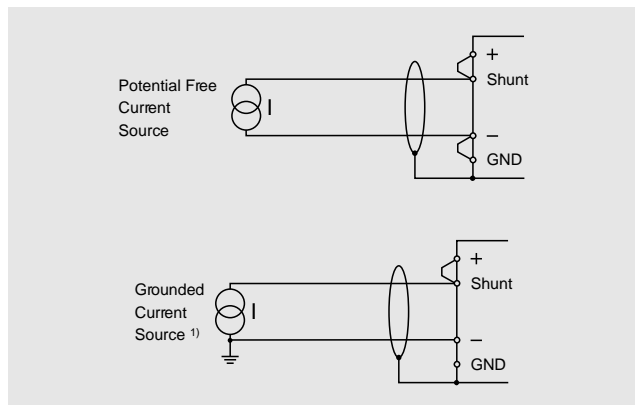 Potential Free
Current
Source
I
+
Shunt
–
GND
Grounded
Current
Source 1)
I
+
Shunt
–
GND